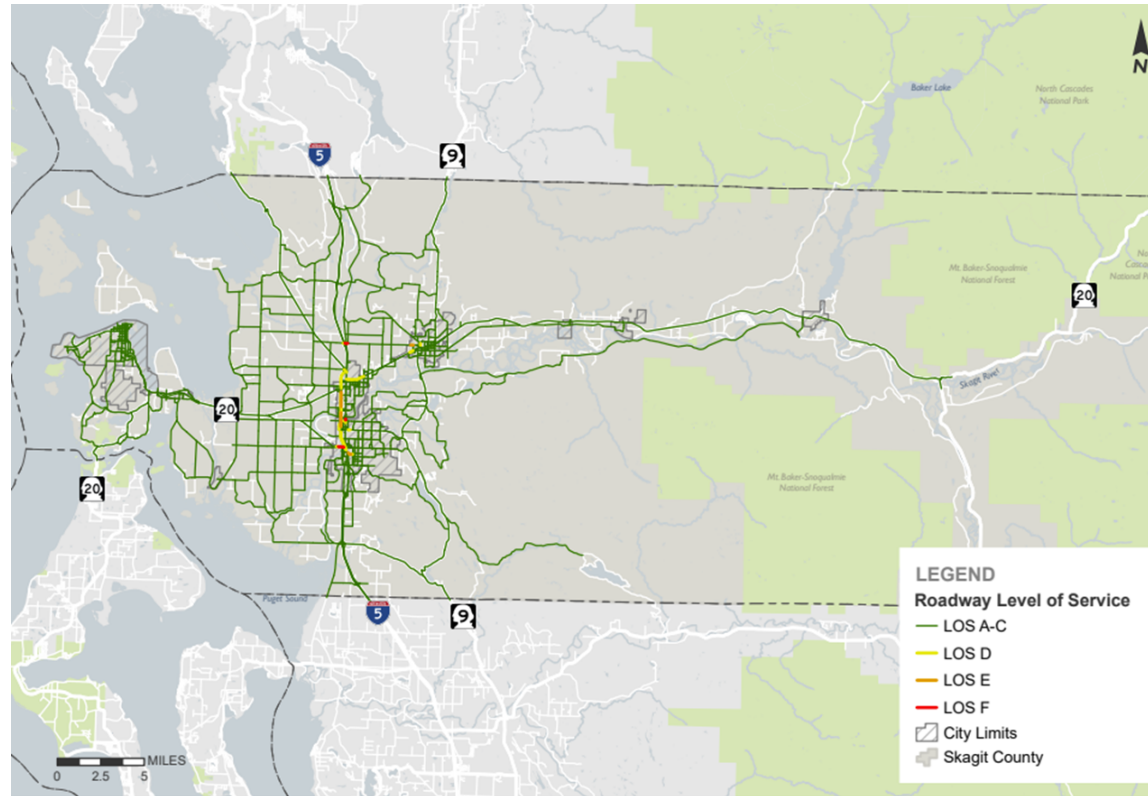 N
Baker Lake
North Cascades
National Park
5
9
Mt. Baker-Snoqualmie
National Forest
20
Skagit River
20
Mt. Baker-Snoqualmie
National Forest
20
Puget Sound
5
9
LEGEND
Roadway Level of Service
LOS A-C
LOS D
LOS E
LOS F
City Limits
Skagit County
MILES
0 2.5 5